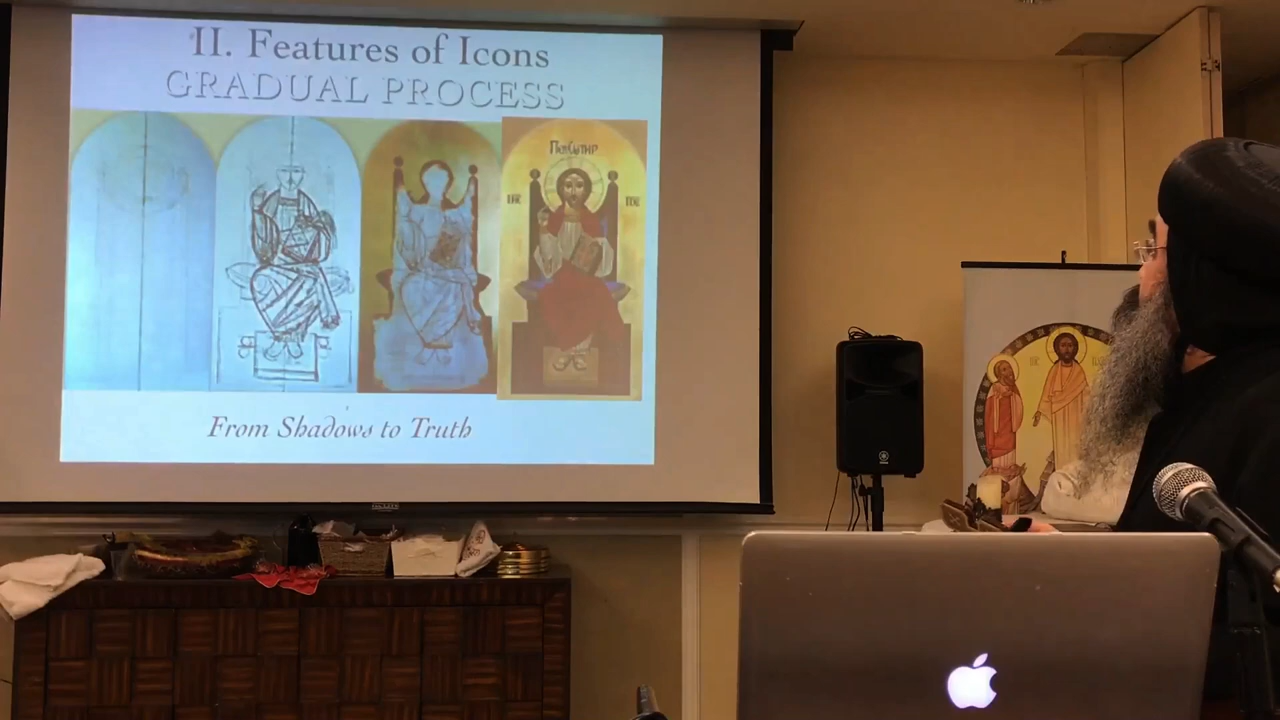 II. Features of Icons
GRADUAL PROCESS
From Shadows to Truth